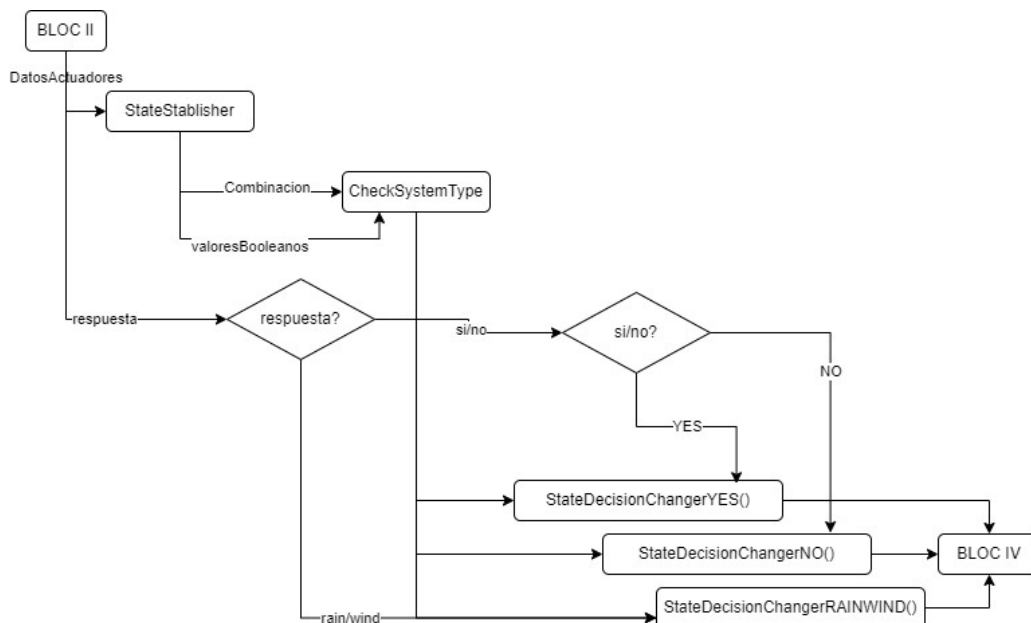 BLOC II
DatosActuadores
StateStablisher
Combinacion
CheckSystemType
valoresBooleanos
respuesta
respuesta?
si/no
si/no?
NO
YES
StateDecisionChangerYES()
StateDecisionChangerNO()
BLOC IV
StateDecisionChangerRAINWIND()
rain/wind